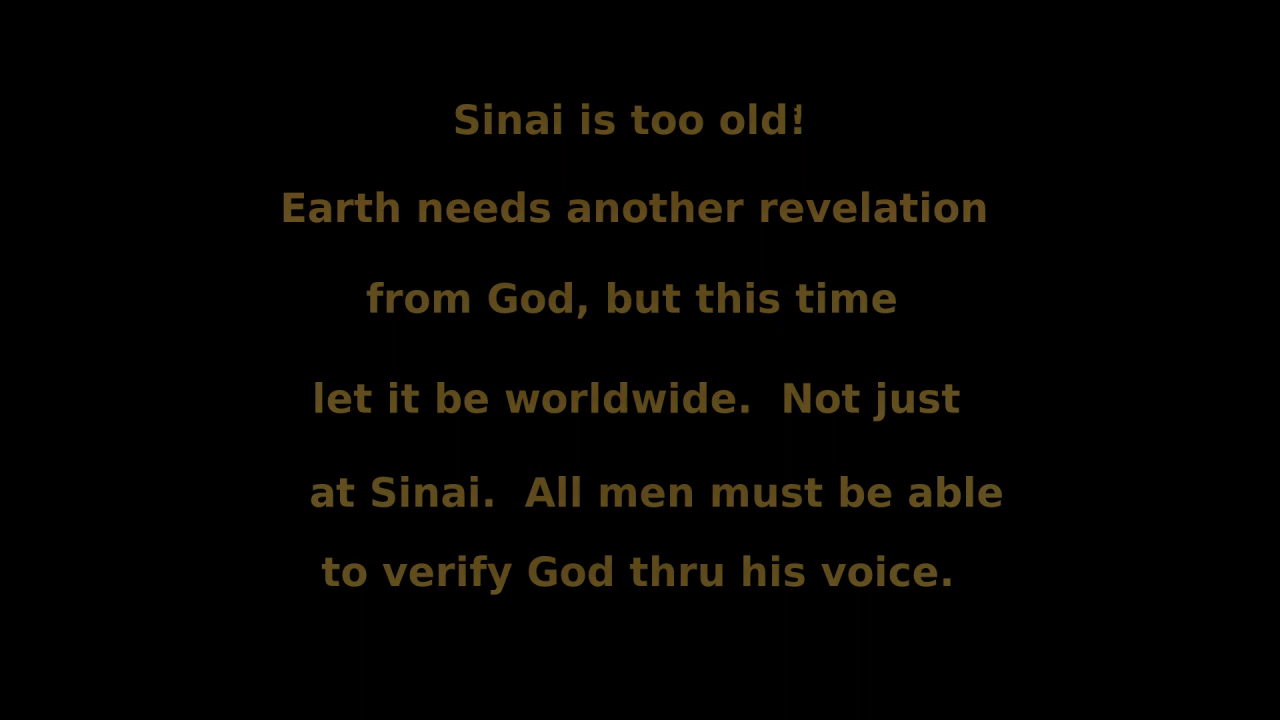 Sinai is too old!
Earth needs another revelation
from God, but this time
let it be worldwide.  Not just
at Sinai.  All men must be able
to verify God thru his voice.